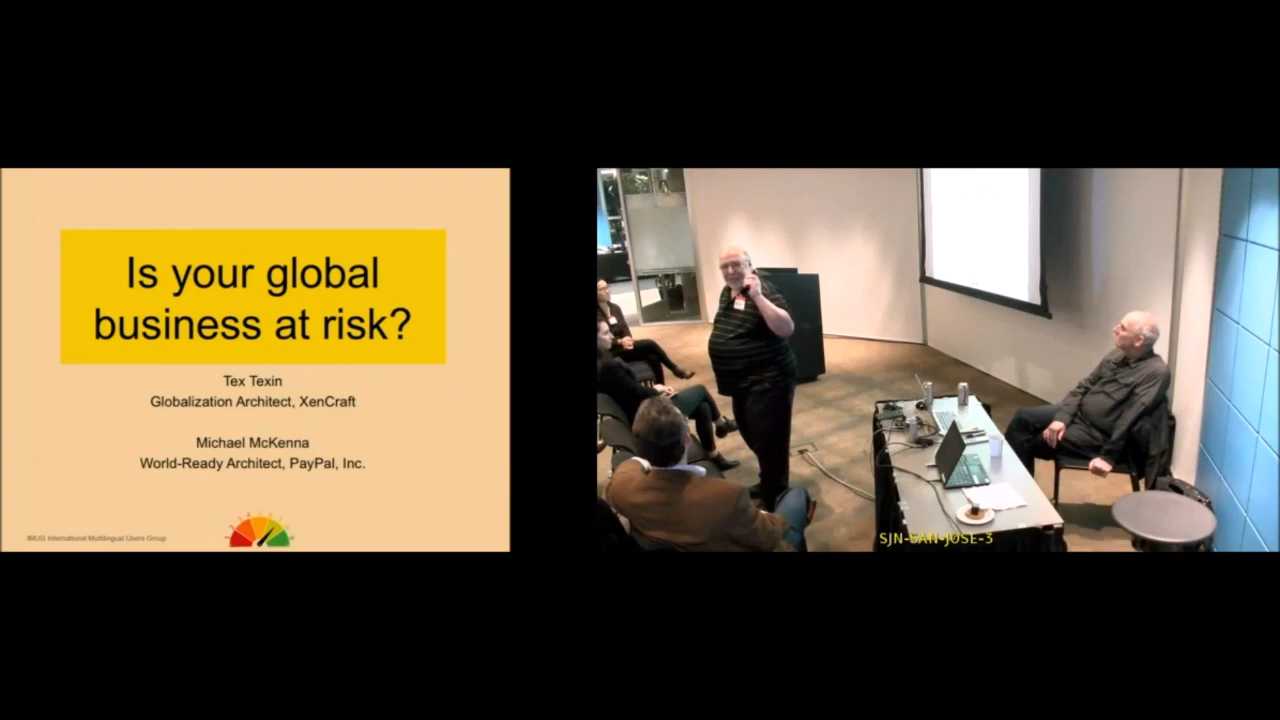 Is your global
business at risk?
Tex Texin
Globalization Architect, XenCraft
Michael McKenna
World-Ready Architect, PayPal, Inc.
IMUG International Multilingual Users Group
SJN-SAN-JOSE-3